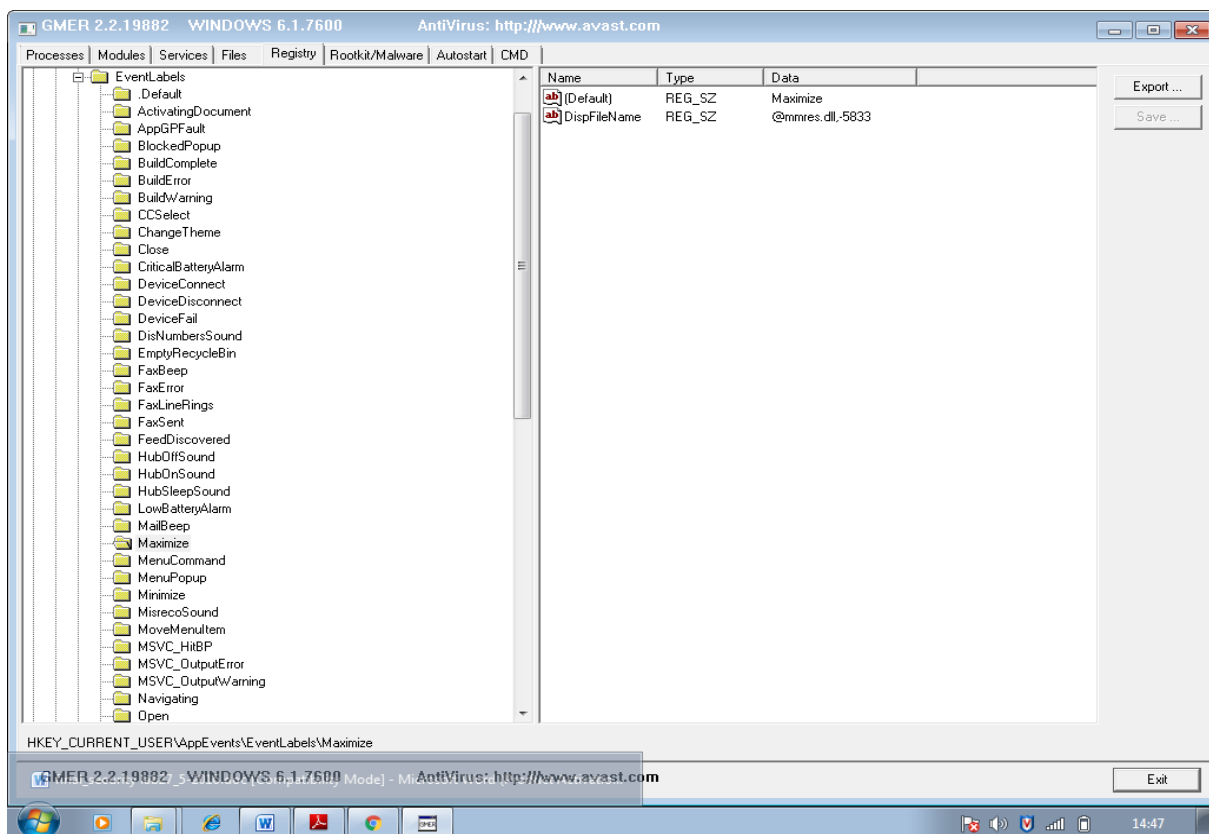 GMER 2.2.19882 WINDOWS 6.1.7600 AntiVirus: http:///www.avast.com
Processes Modules Services Files Registry Rootkit/Malware Autostart CMD
EventLabels
.Default
ActivatingDocument
AppGPFault
BlockedPopup
BuildComplete
BuildError
BuildWarning
CCSelect
ChangeTheme
Close
CriticalBatteryAlarm
DeviceConnect
DeviceDisconnect
DeviceFail
DisNumbersSound
EmptyRecycleBin
FaxBeep
FaxError
FaxLineRings
FaxSent
FeedDiscovered
HubOffSound
HubOnSound
HubSleepSound
LowBatteryAlarm
MailBeep
Maximize
MenuCommand
MenuPopup
Minimize
MisrecoSound
MoveMenuItem
MSVC_HitBP
MSVC_OutputError
MSVC_OutputWarning
Navigating
Open
Name Type Data
ab (Default) REG_SZ Maximize
ab DispFileName REG_SZ @mmres.dll,-5833
Export ...
Save ...
HKEY_CURRENT_USER\AppEvents\EventLabels\Maximize
GMER 2.2.19882 WINDOWS 6.1.7600 AntiVirus: http:///www.avast.com
Mode] -
Exit
GMER
14:47